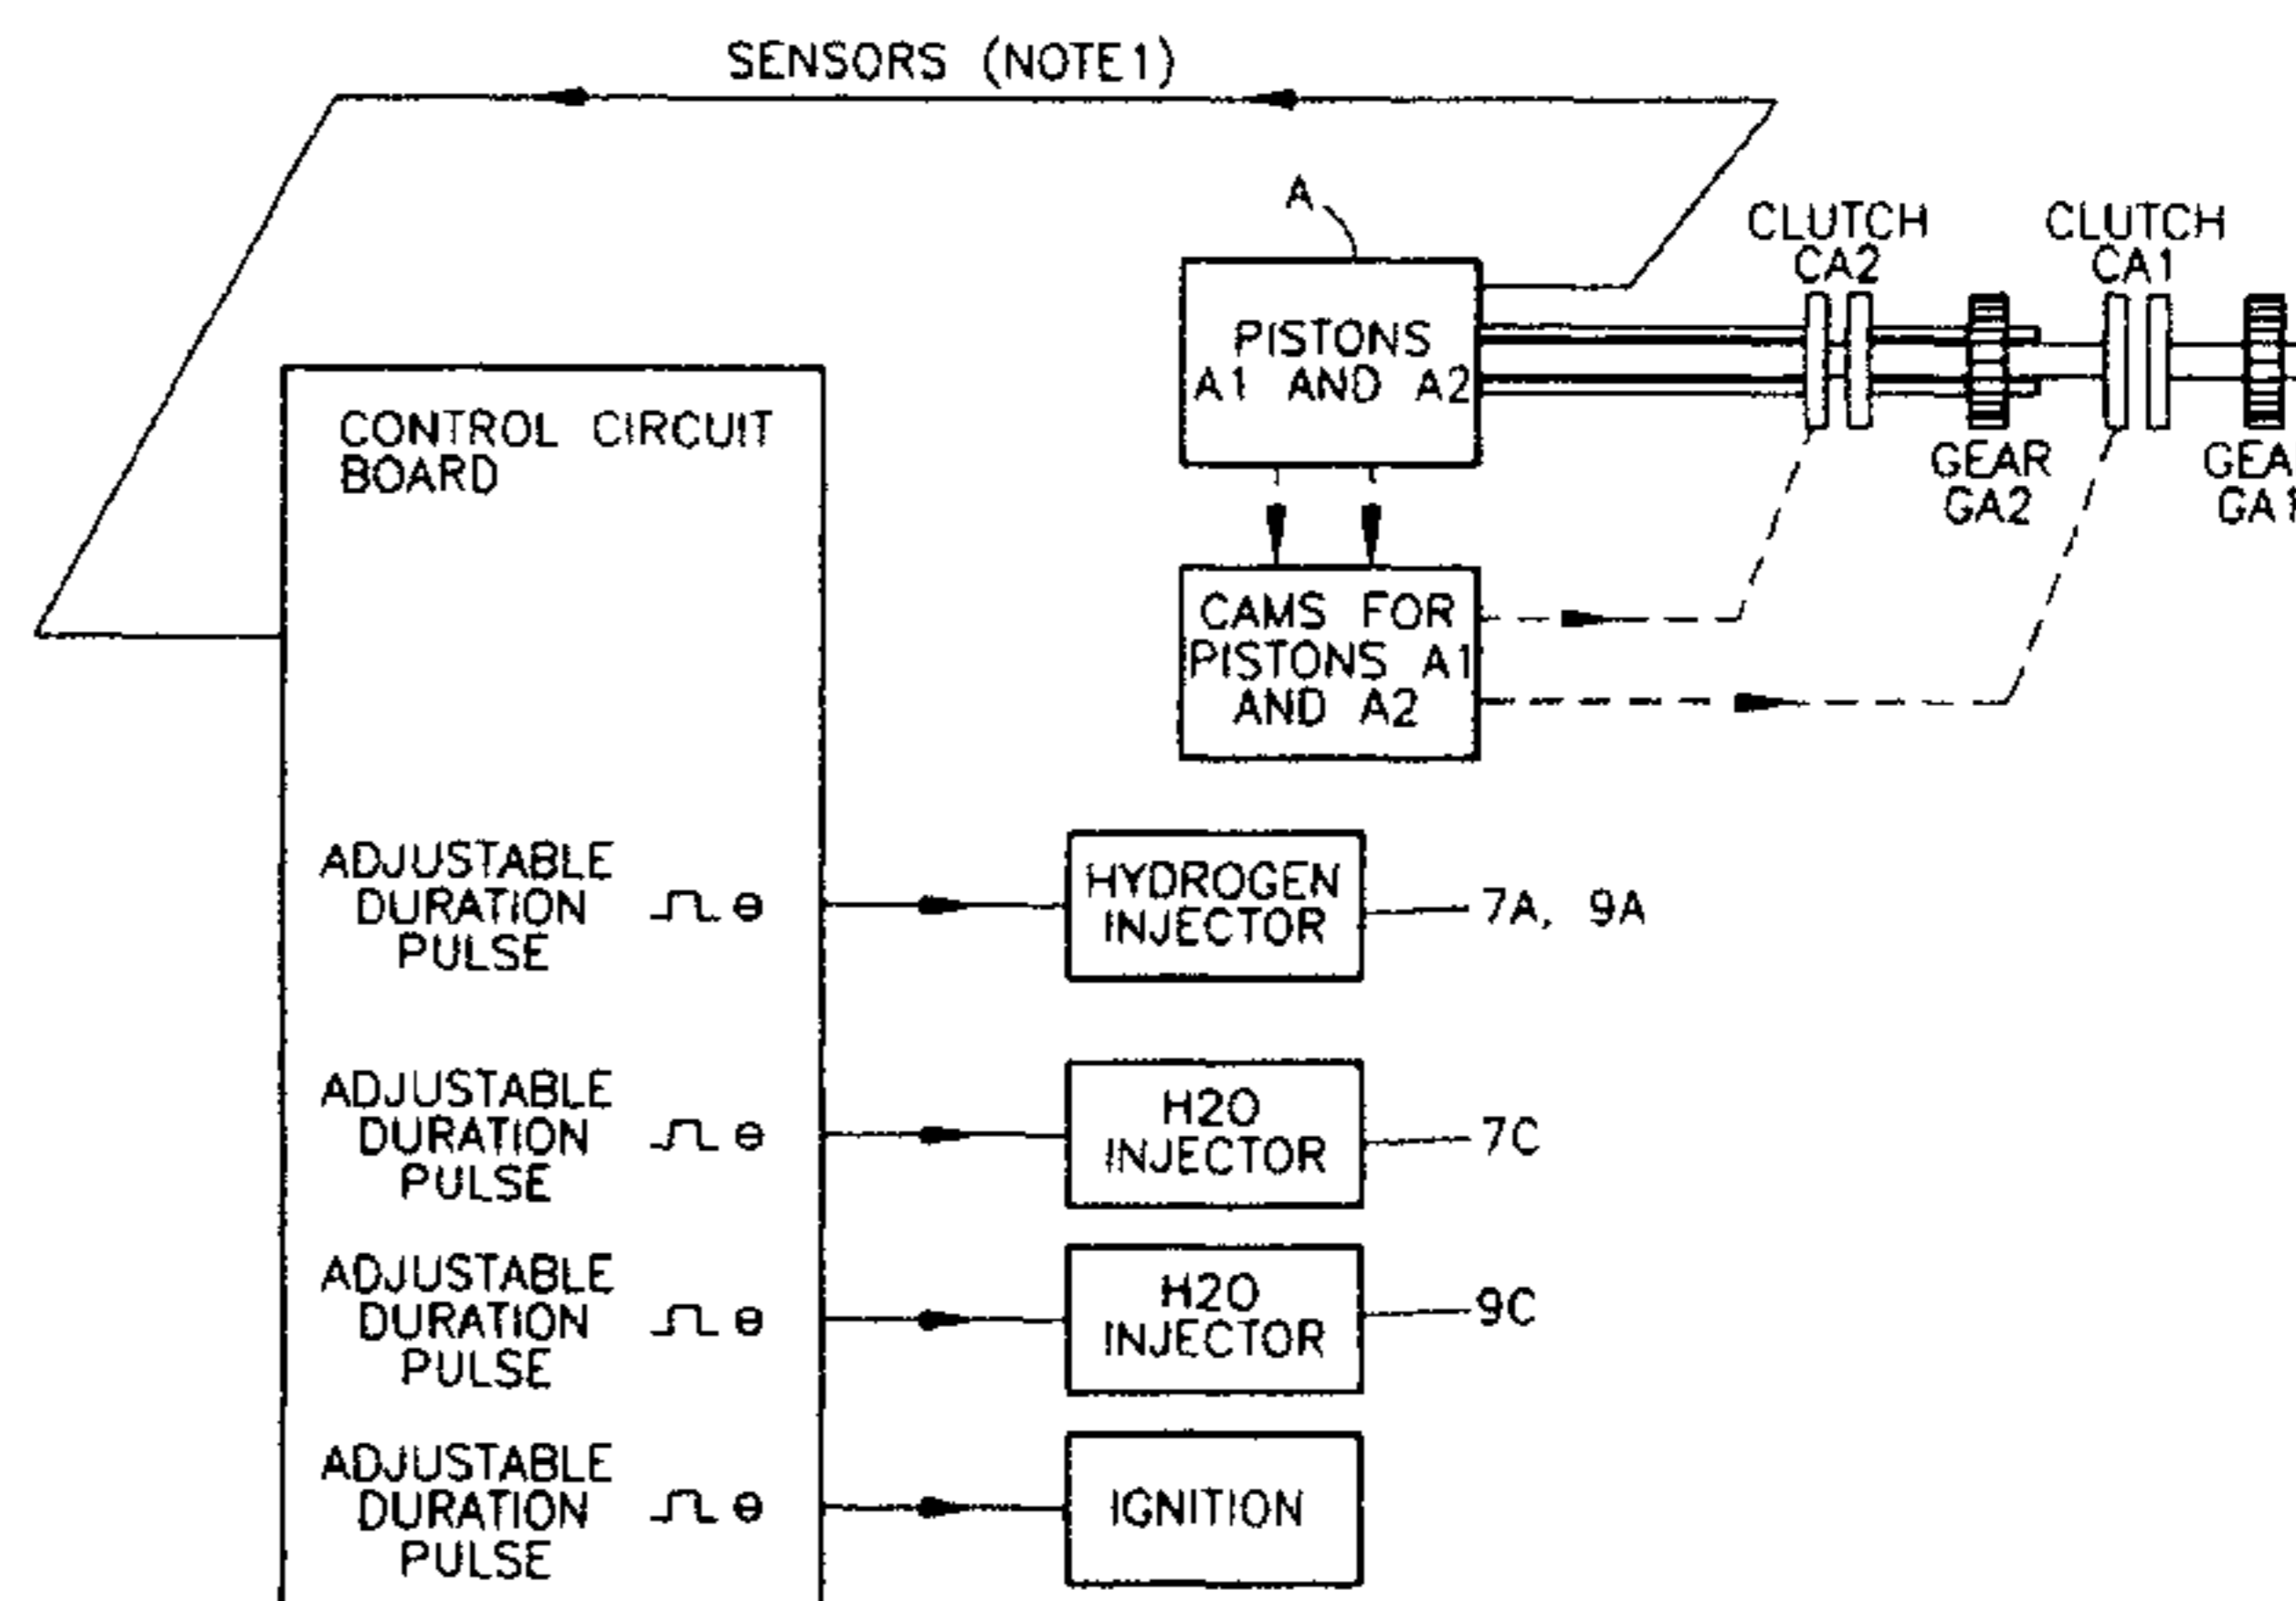 SENSORS (NOTE1)
A
CLUTCH
CA2
CLUTCH
CA1
PISTONS
A1 AND A2
GEAR
GA2
GEA
GA1
CONTROL CIRCUIT
BOARD
CAMS FOR
PISTONS A1
AND A2
ADJUSTABLE
DURATION
PULSE
Θ
HYDROGEN
INJECTOR
7A, 9A
ADJUSTABLE
DURATION
PULSE
Θ
H2O
INJECTOR
7C
ADJUSTABLE
DURATION
PULSE
Θ
H2O
INJECTOR
9C
ADJUSTABLE
DURATION
PULSE
Θ
IGNITION